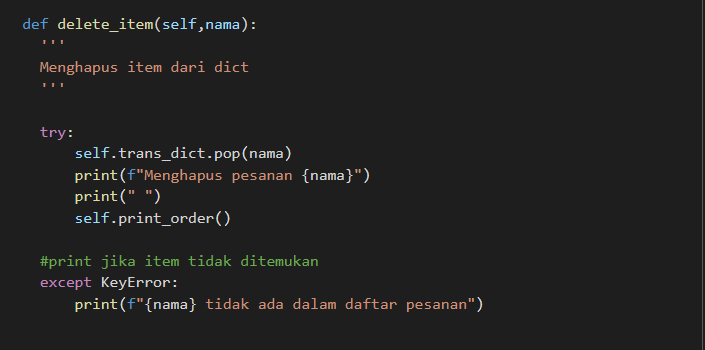 def delete_item(self,nama):
'''
Menghapus item dari dict
'''
try:
self.trans_dict.pop(nama)
print(f"Menghapus pesanan {nama}")
print(" ")
self.print_order()
#print jika item tidak ditemukan
except KeyError:
print(f"{nama} tidak ada dalam daftar pesanan")